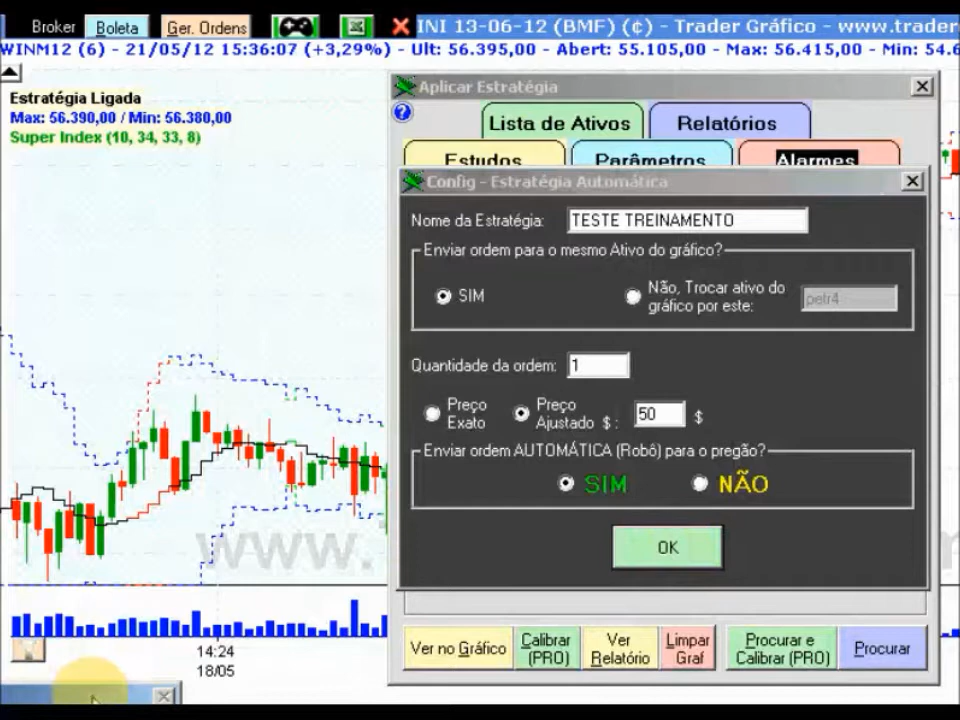 Broker Boleta Ger. Ordens INI 13-06-12 (BMF) (¢) - Trader Gráfico - www.trader
WINM12 (6) - 21/05/12 15:36:07 (+3,29%) - Ult: 56.395,00 - Abert: 55.105,00 - Max: 56.415,00 - Min: 54.6
Estratégia Ligada
Max: 56.390,00 / Min: 56.380,00
Super Index (10, 34, 33, 8)
Aplicar Estratégia
Lista de Ativos Relatórios
Estudos Parâmetros Alarmes
Config - Estratégia Automática
Nome da Estratégia: TESTE TREINAMENTO
Enviar ordem para o mesmo Ativo do gráfico?
SIM
Não, Trocar ativo do
gráfico por este:
petr4
Quantidade da ordem: 1
Preço
Exato
Preço
Ajustado $ : 50 $
Enviar ordem AUTOMÁTICA (Robô) para o pregão?
SIM NÃO
OK
www.
Ver no Gráfico
Calibrar
(PRO)
Ver
Relatório
Limpar
Graf
Procurar e
Calibrar (PRO)
Procurar
14:24
18/05